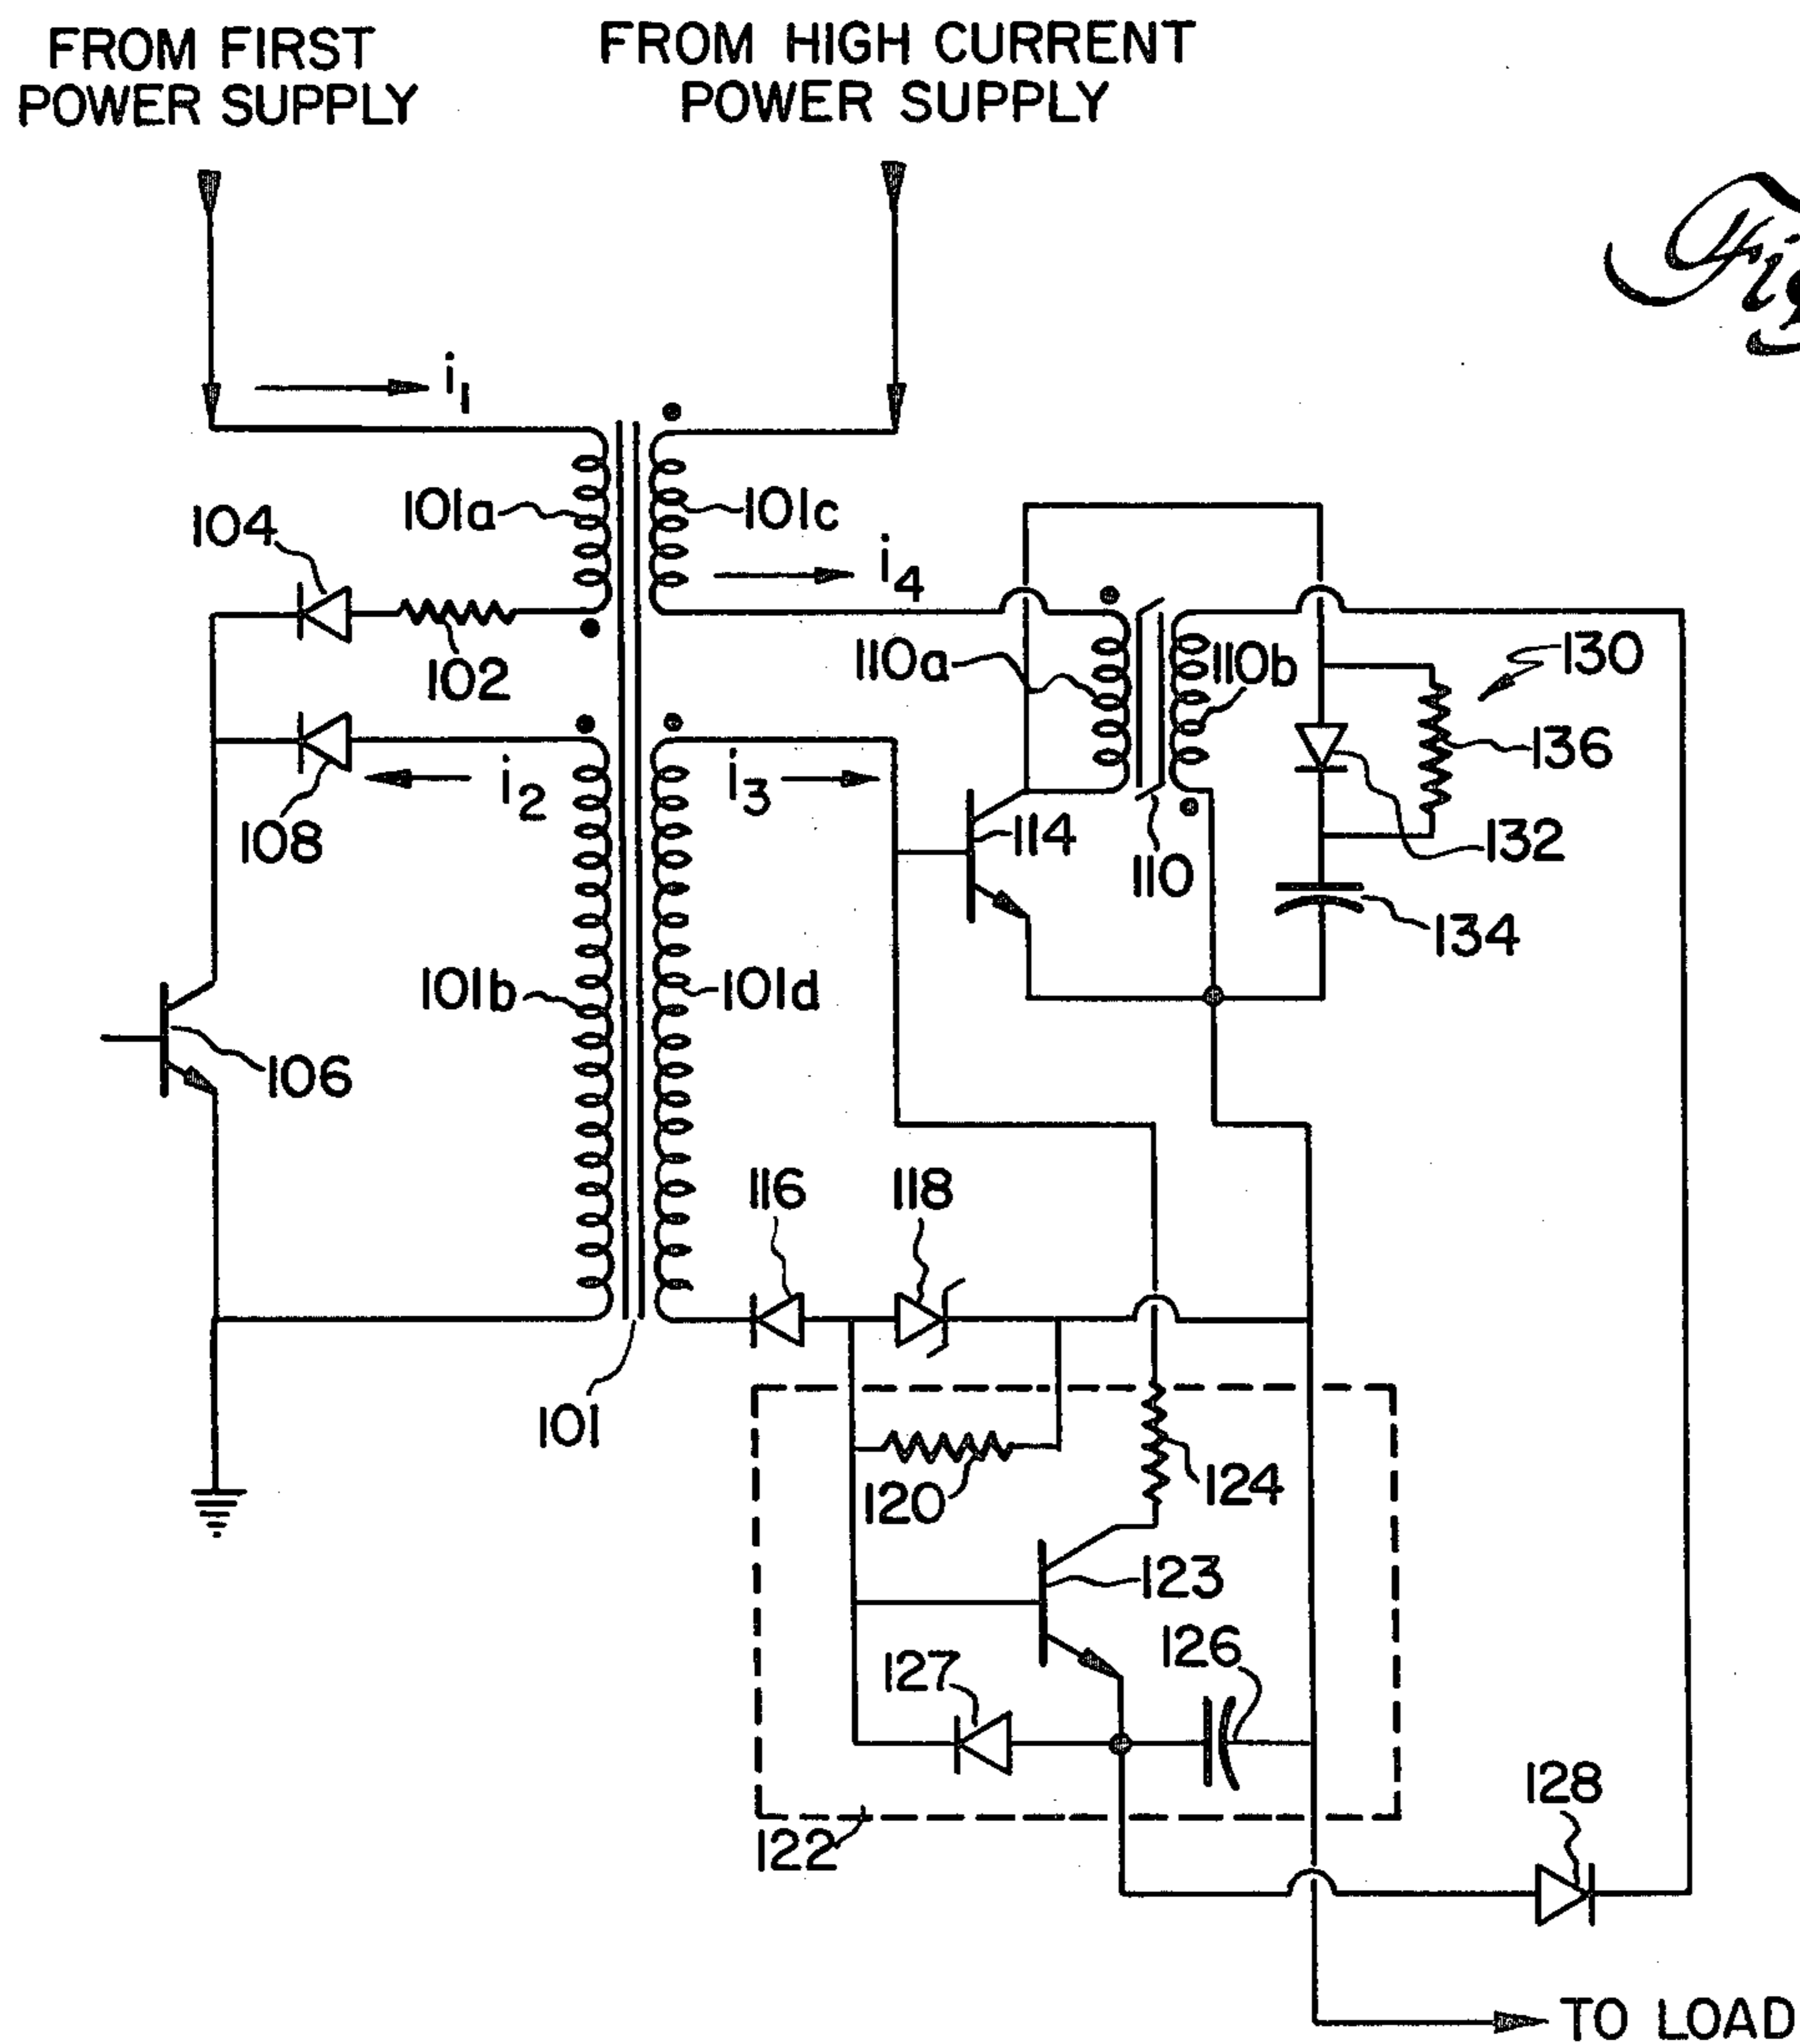 FROM FIRST
POWER SUPPLY
FROM HIGH CURRENT
POWER SUPPLY
i1
101a
101c
104
i4
102
110a
110b
130
136
108
i2
i3
114
110
132
134
101b
101d
106
116
118
101
120
124
123
127
126
122
128
TO LOAD